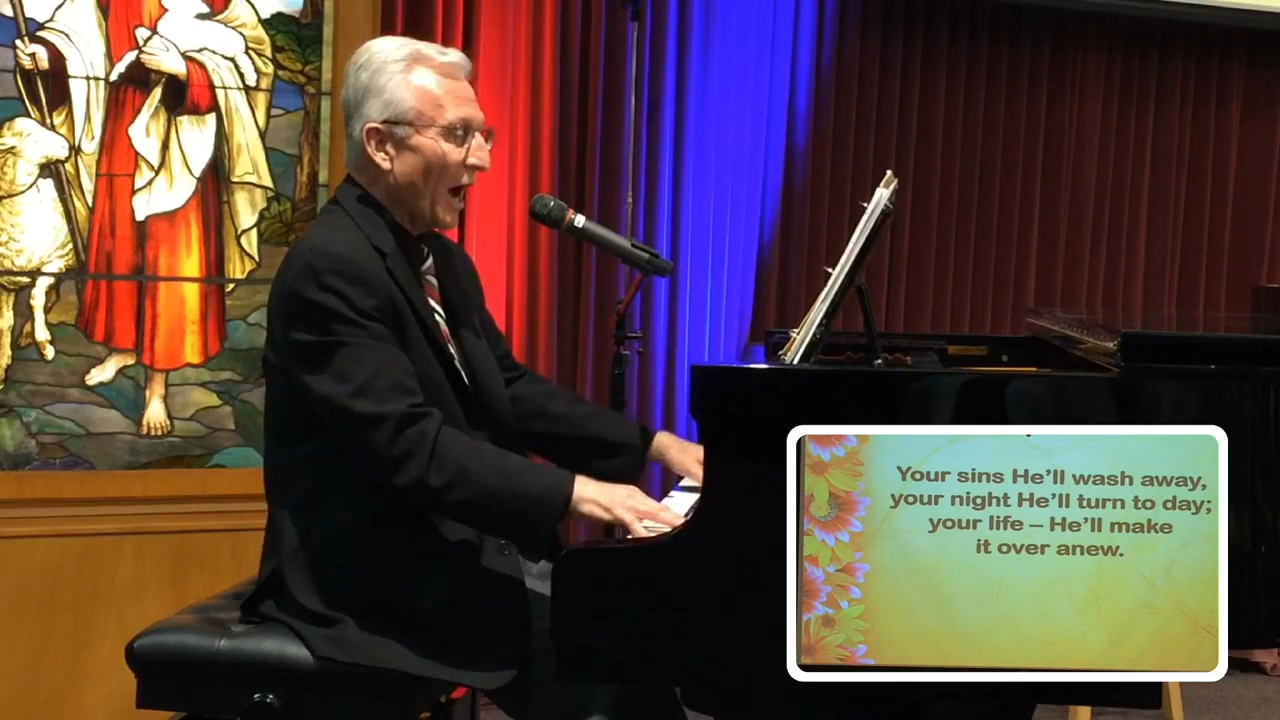 Your sins He'll wash away,
your night He'll turn to day;
your life – He'll make
it over anew.